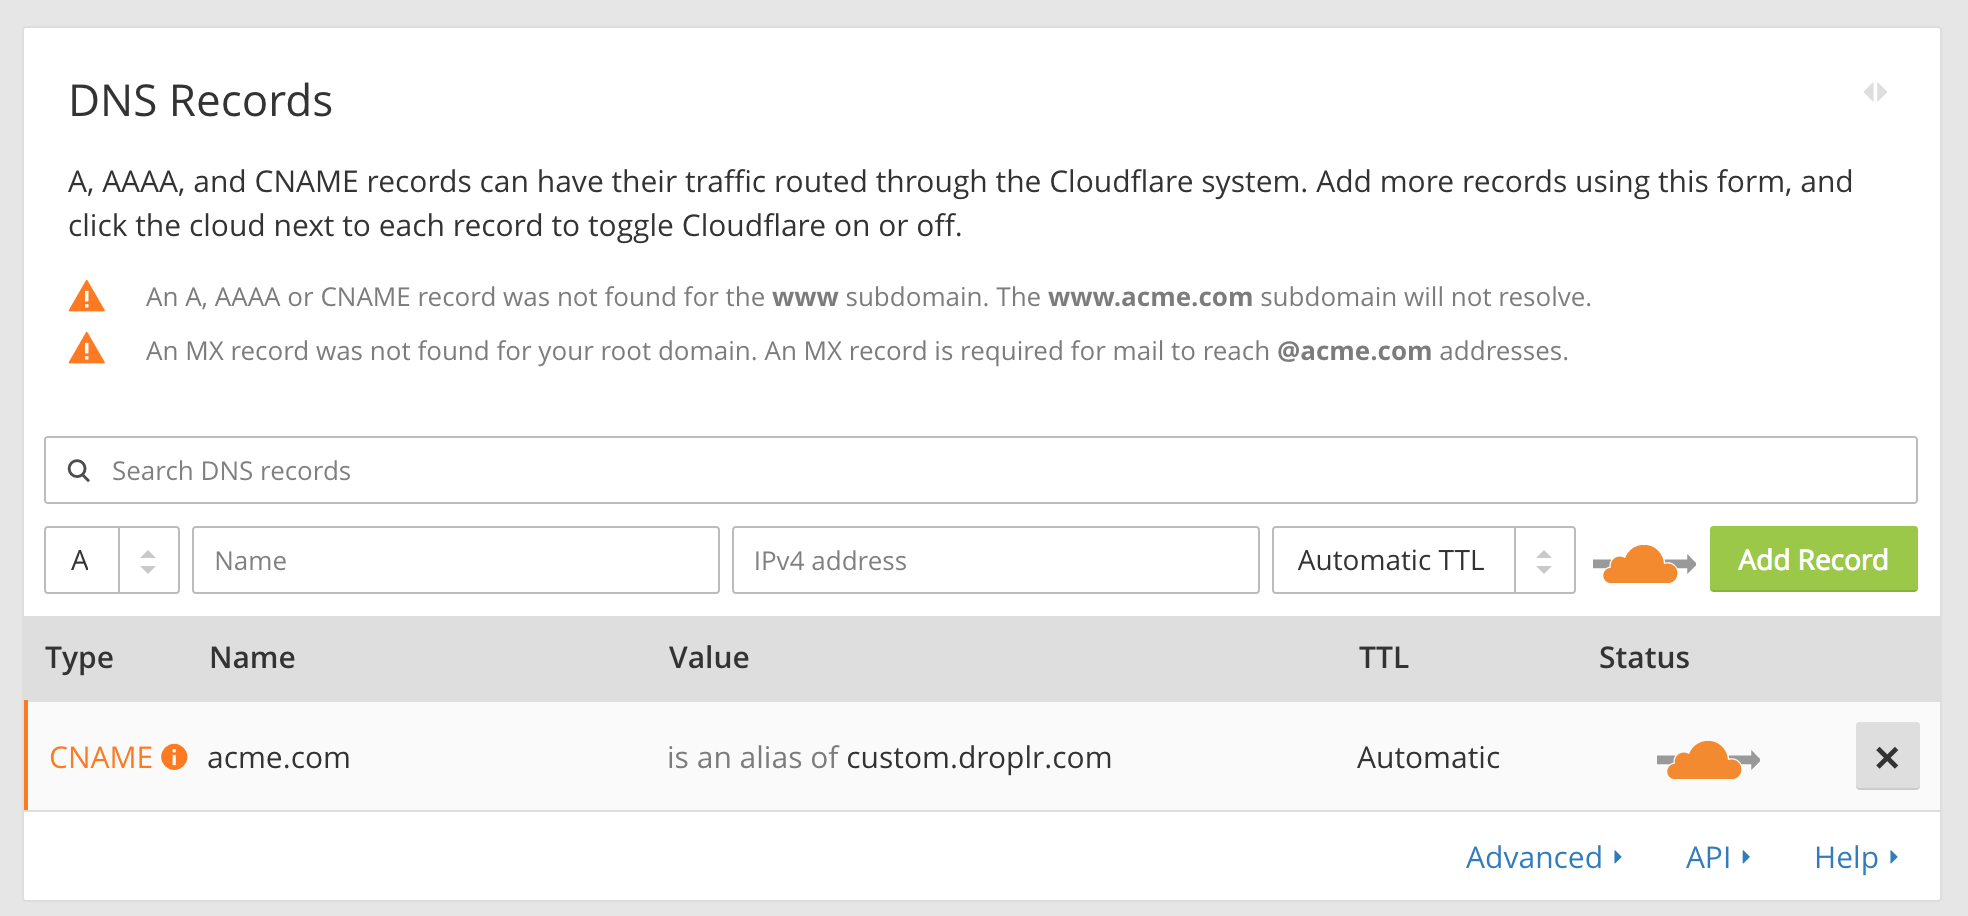 DNS Records
A, AAAA, and CNAME records can have their traffic routed through the Cloudflare system. Add more records using this form, and
click the cloud next to each record to toggle Cloudflare on or off.
An A, AAAA or CNAME record was not found for the www subdomain. The www.acme.com subdomain will not resolve.
An MX record was not found for your root domain. An MX record is required for mail to reach @acme.com addresses.
Search DNS records
A Name IPv4 address Automatic TTL Add Record
Type Name Value TTL Status
CNAME acme.com is an alias of custom.droplr.com Automatic
Advanced API Help